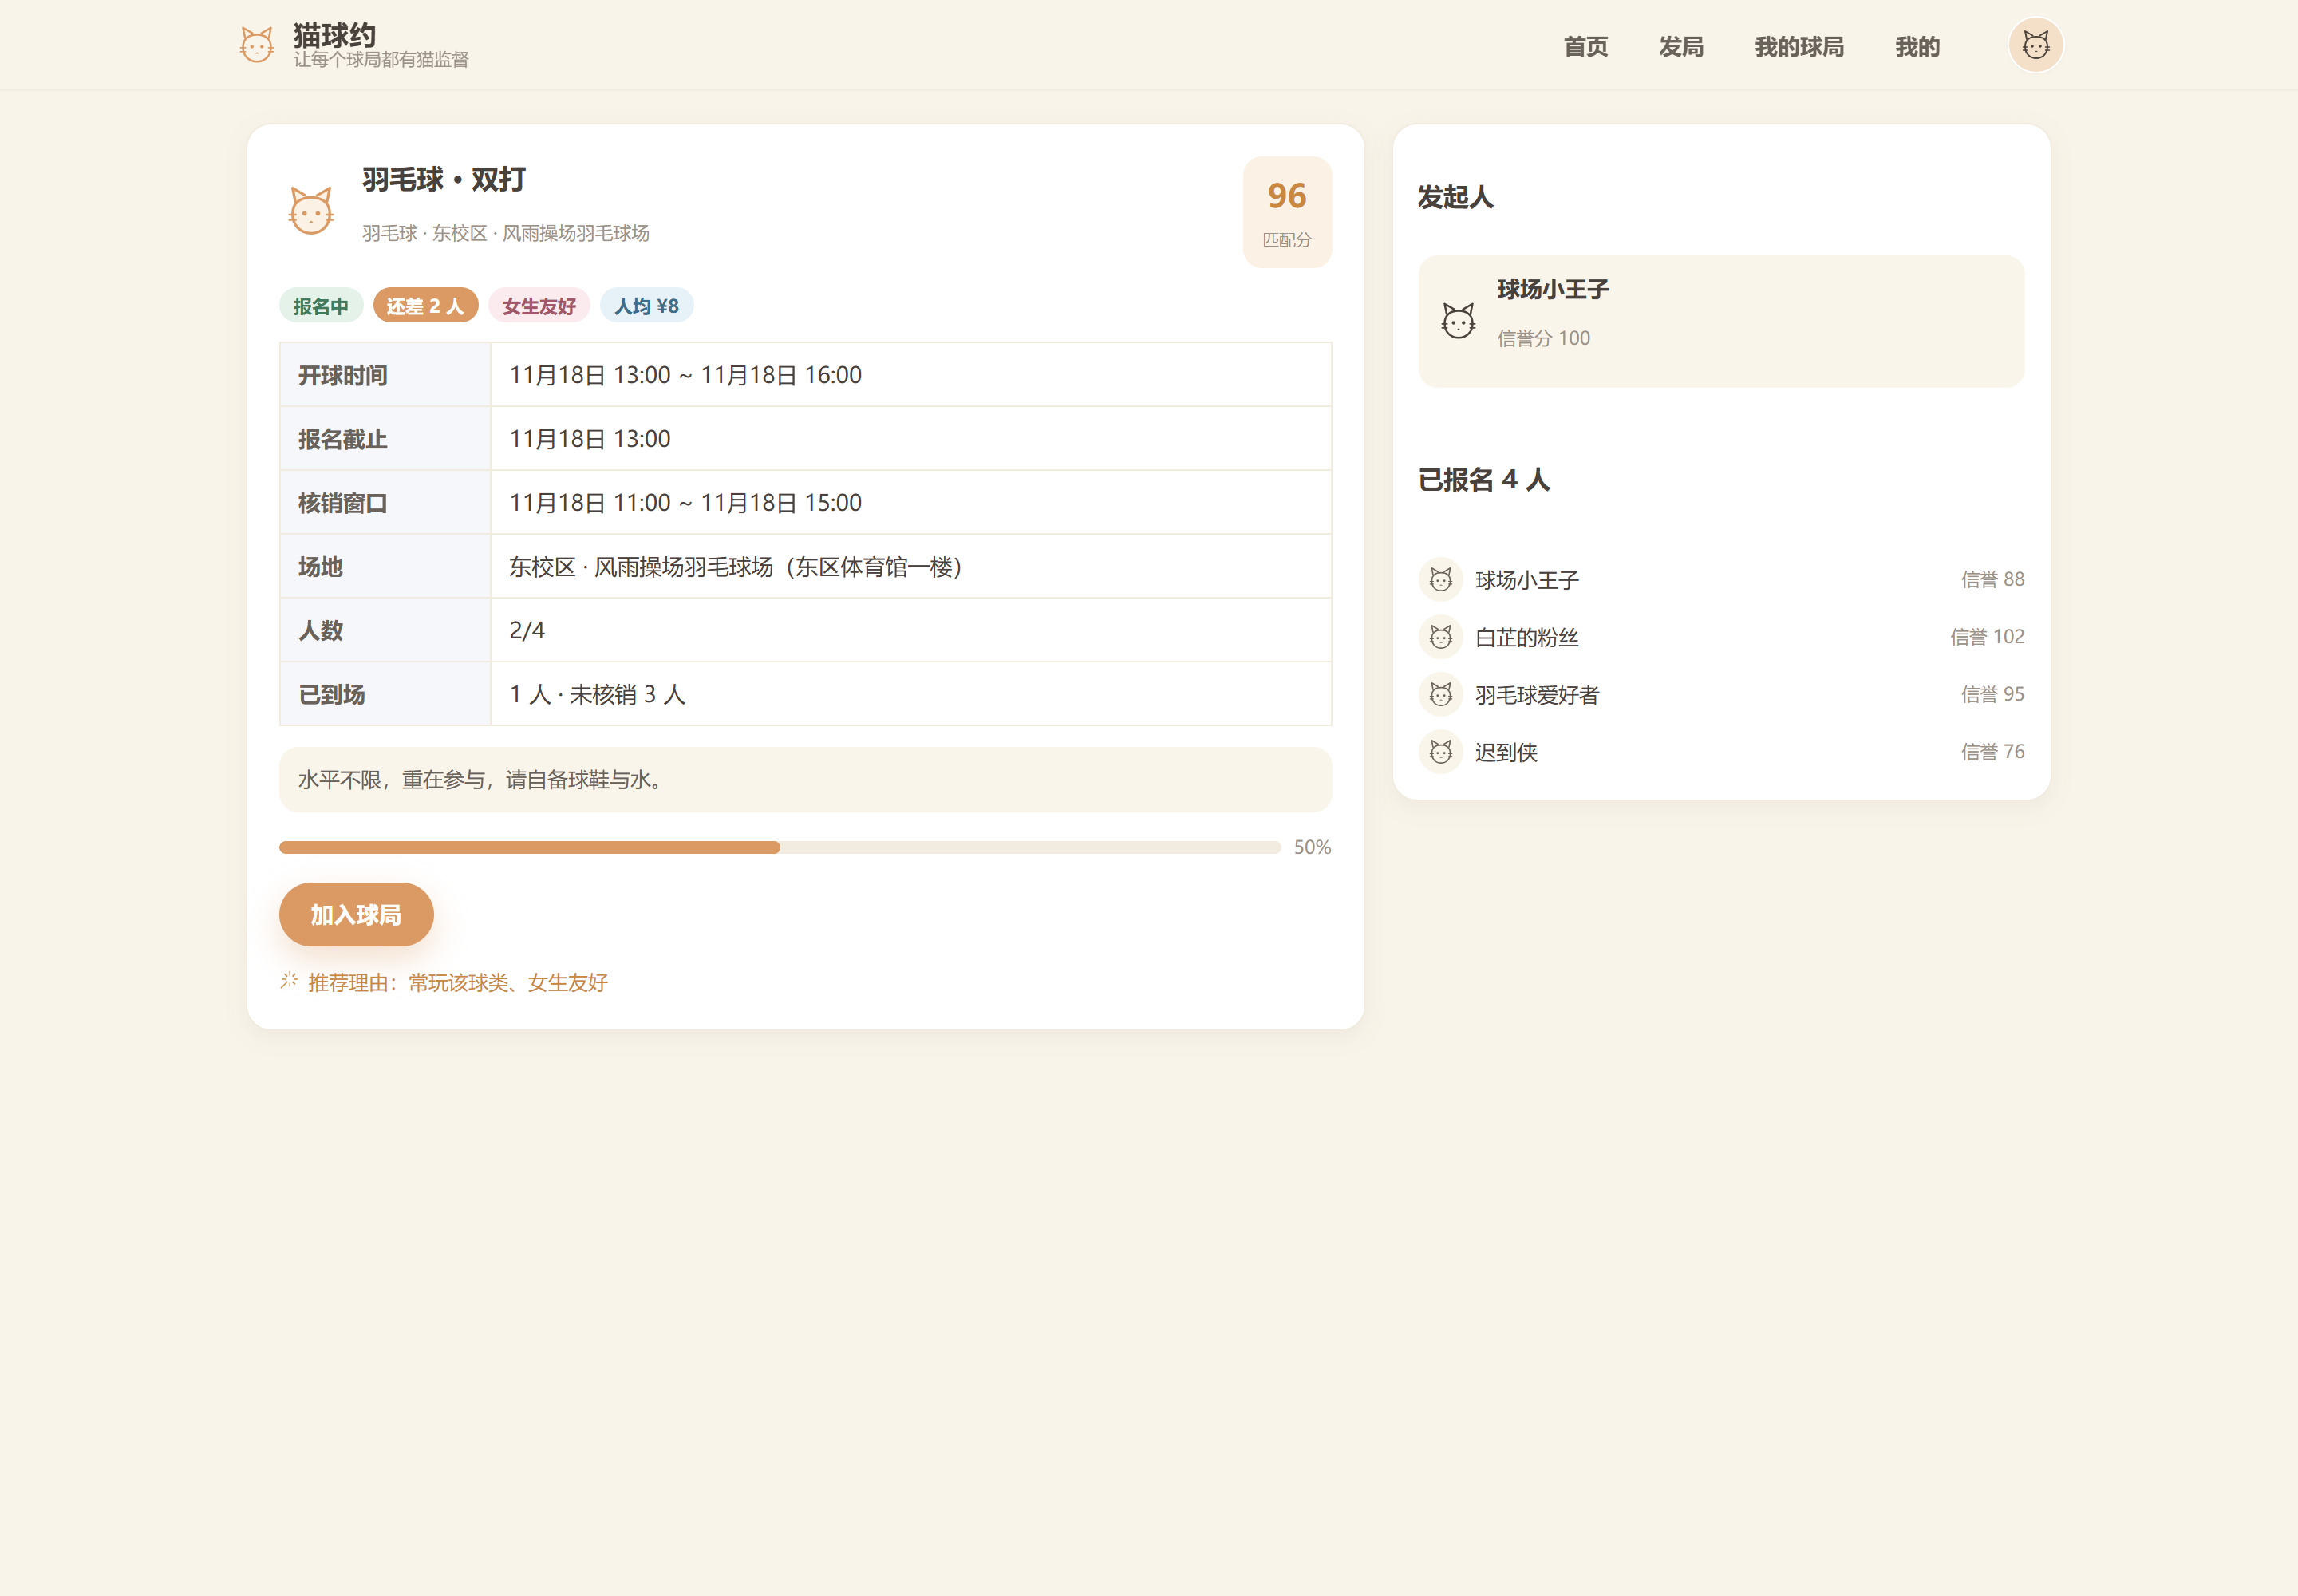 猫球约
让每个球局都有猫监督
首页 发局 我的球局 我的
羽毛球 · 双打
羽毛球 · 东校区 · 风雨操场羽毛球场
96
匹配分
报名中 还差 2 人 女生友好 人均 ¥8
开球时间 11月18日 13:00 ~ 11月18日 16:00
报名截止 11月18日 13:00
核销窗口 11月18日 11:00 ~ 11月18日 15:00
场地 东校区 · 风雨操场羽毛球场（东区体育馆一楼）
人数 2/4
已到场 1 人 · 未核销 3 人
水平不限，重在参与，请自备球鞋与水。
50%
加入球局
推荐理由：常玩该球类、女生友好
发起人
球场小王子
信誉分 100
已报名 4 人
球场小王子 信誉 88
白芷的粉丝 信誉 102
羽毛球爱好者 信誉 95
迟到侠 信誉 76